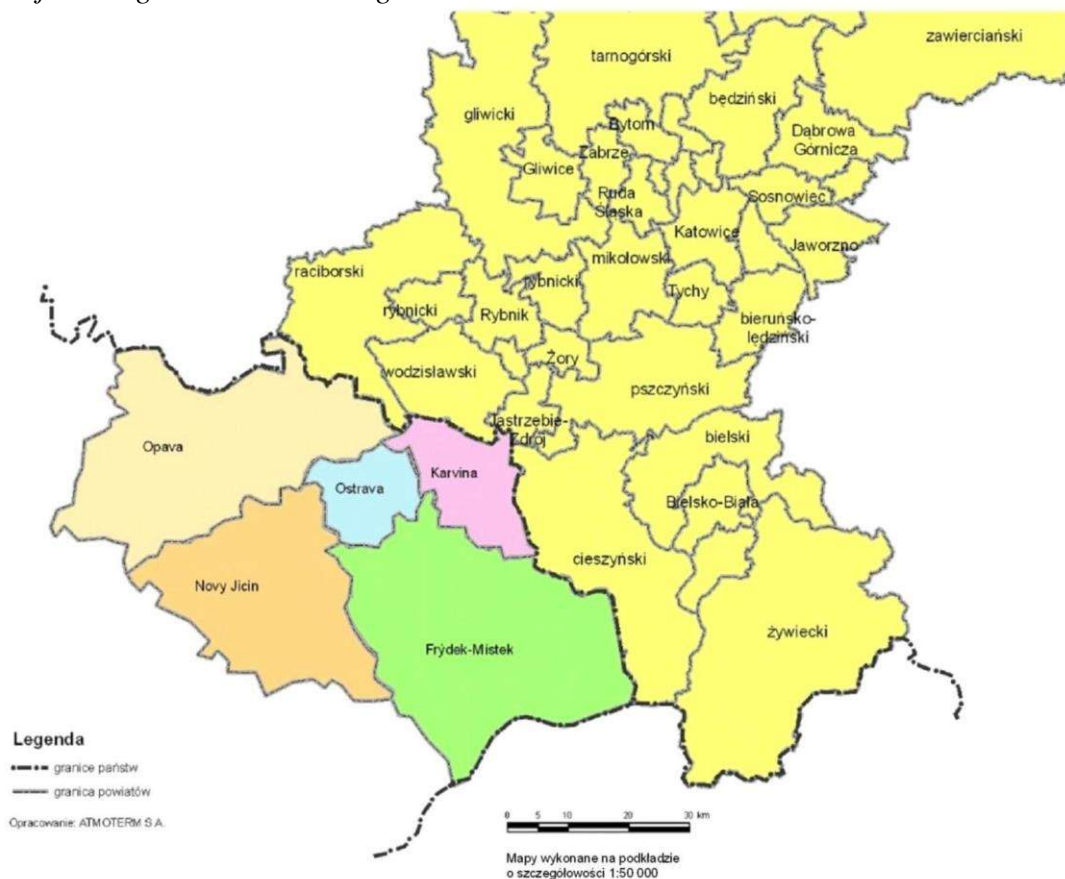 zawierciański
tarnogórski
będziński
gliwicki
Bytom
Dąbrowa
Górnicza
Zabrze
Gliwice
Ruda
Śląska
Sosnowiec
Katowice
Jaworzno
mikołowski
raciborski
rybnicki
Tychy
rybnicki
Rybnik
bieruńsko-
lędziński
Żory
wodzisławski
pszczyński
Jastrzębie-
Zdrój
bielski
Opava
Karvina
Ostrava
Bielsko-Biała
cieszyński
Novy Jicin
żywiecki
Frýdek-Mistek
Legenda
granice państw
granica powiatów
Opracowanie: ATMOTERM S.A.
0 5 10 20 30 km
Mapy wykonane na podkładzie
o szczegółowości 1:50 000